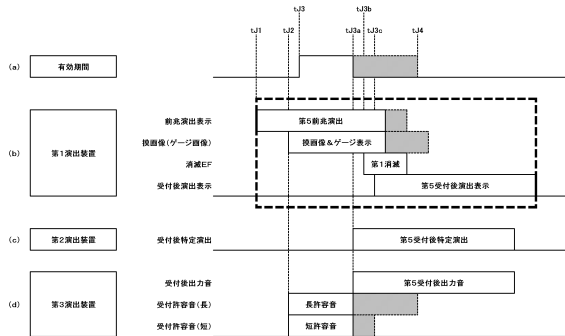 tJ3 tJ3b
tJ1 tJ2 tJ3a tJ3c tJ4
(a) 有効期間
前兆演出表示 第5前兆演出
(b) 第1演出装置 換画像(ゲージ画像) 換画像&ゲージ表示
消滅EF 第1消滅
受付後演出表示 第5受付後演出表示
(c) 第2演出装置 受付後特定演出 第5受付後特定演出
受付後出力音 第5受付後出力音
(d) 第3演出装置 受付許容音(長) 長許容音
受付許容音(短) 短許容音